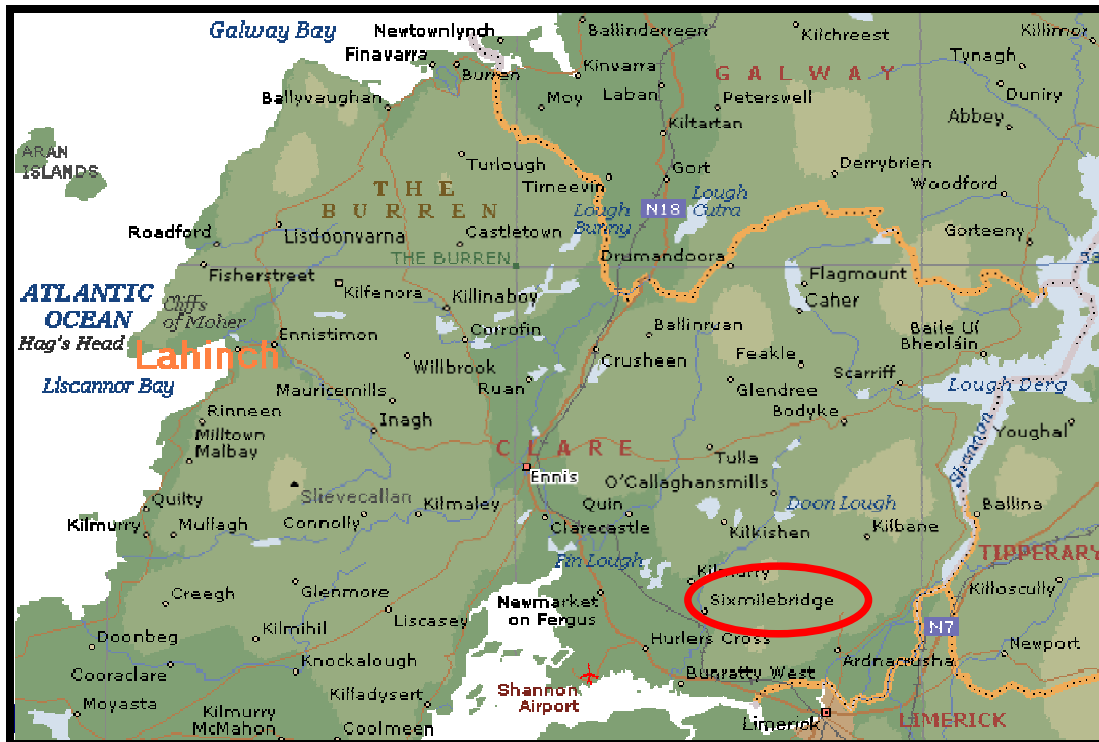 Galway Bay
Newtownlynch
Finavarra
Burren
Ballinderreen
Kinvarra
Kilchreest
Killimor
Tynagh
GALWAY
Laban
Peterswell
Duniry
Ballyvaughan
Moy
Kiltartan
Abbey
ARAN
ISLANDS
Turlough
Gort
Derrybrien
THE
BURREN
Tirneevin
Lough
Cutra
Woodford
N18
Lough
Bunny
Roadford
Lisdoonvarna
Castletown
Gorteeny
THE BURREN
Drumandoora
Fisherstreet
Flagmount
ATLANTIC
OCEAN
Kilfenora
Killinaboy
Caher
Cliffs
of Moher
Hag's Head
Ennistimon
Corrofin
Ballinruan
Baile Uí
Bheoláin
Lahinch
Willbrook
Crusheen
Feakle
Scarriff
Liscannor Bay
Mauricemills
Ruan
Glendree
Lough Derg
Rinneen
Inagh
Bodyke
Milltown
Malbay
CLARE
Tulla
Youghal
Shannon
Ennis
O'Callaghansmills
Slievecallan
Quilty
Kilmaley
Quin
Doon Lough
Ballina
Kilmurry
Mullagh
Connolly
Clarecastle
Kilkishen
Kilbane
Fin Lough
TIPPERARY
Kilmurry
Creegh
Glenmore
Newmarket
on Fergus
Sixmilebridge
Killoscully
Liscasey
N7
Doonbeg
Kilmihil
Hurlers Cross
Newport
Cooraclare
Knockalough
Bunratty West
Ardnacrusha
Shannon
Airport
Moyasta
Killadysert
Kilmurry
McMahon
Coolmeen
Limerick
LIMERICK